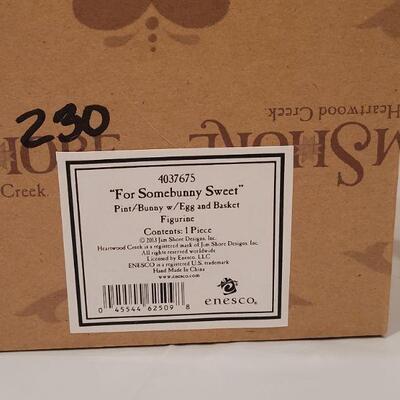 230
Heartwood Creek
MSHORE
HORE
Creek
4037675
"For Somebunny Sweet"
Pint/Bunny w/Egg and Basket
Figurine
Contents: 1 Piece
© 2013 Jim Shore Designs, Inc.
Heartwood Creek is a registered mark of Jim Shore Designs, Inc.
All rights reserved worldwide
Licensed by Enesco, LLC
ENESCO is a registered U.S. trademark
Hand Made In China
www.enesco.com
enesco®
0 45544 62509 8